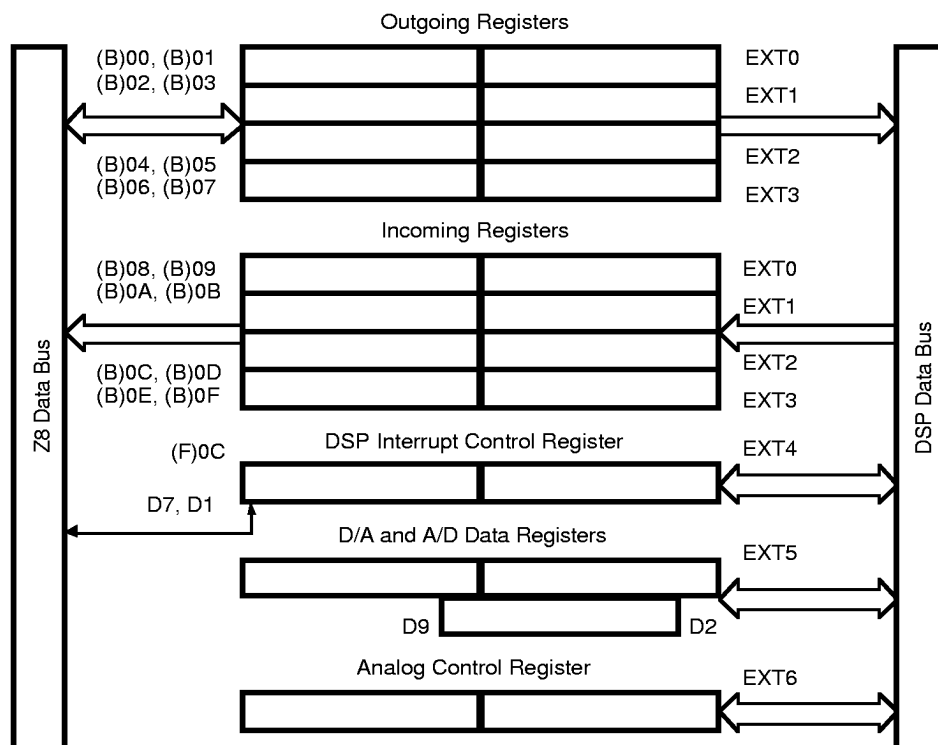 Outgoing Registers
(B)00, (B)01
(B)02, (B)03
(B)04, (B)05
(B)06, (B)07
EXT0
EXT1
EXT2
EXT3
Incoming Registers
(B)08, (B)09
(B)0A, (B)0B
(B)0C, (B)0D
(B)0E, (B)0F
EXT0
EXT1
EXT2
EXT3
Z8 Data Bus
DSP Data Bus
DSP Interrupt Control Register
(F)0C
EXT4
D7, D1
D/A and A/D Data Registers
EXT5
D9
D2
Analog Control Register
EXT6